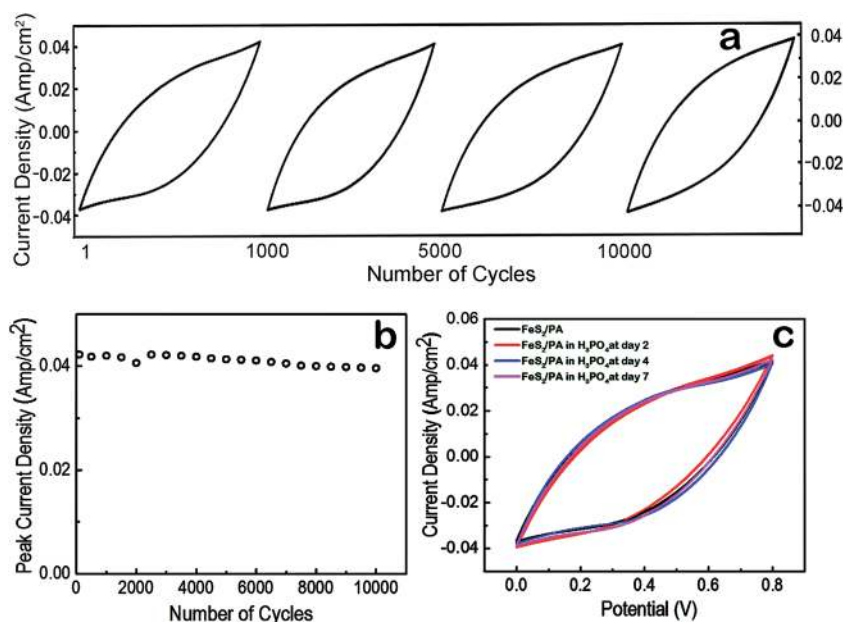 a
Current Density (Amp/cm²)
0.04
0.02
0.00
−0.02
−0.04
0.04
0.02
0.00
−0.02
−0.04
1 1000 5000 10000
Number of Cycles
b
Peak Current Density (Amp/cm²)
0.04
0.02
0.00
0 2000 4000 6000 8000 10000
Number of Cycles
c
Current Density (Amp/cm²)
0.06
0.04
0.02
0.00
-0.02
-0.04
FeS₂/PA
FeS₂/PA in H₃PO₄ at day 2
FeS₂/PA in H₃PO₄ at day 4
FeS₂/PA in H₃PO₄ at day 7
0.0 0.2 0.4 0.6 0.8
Potential (V)